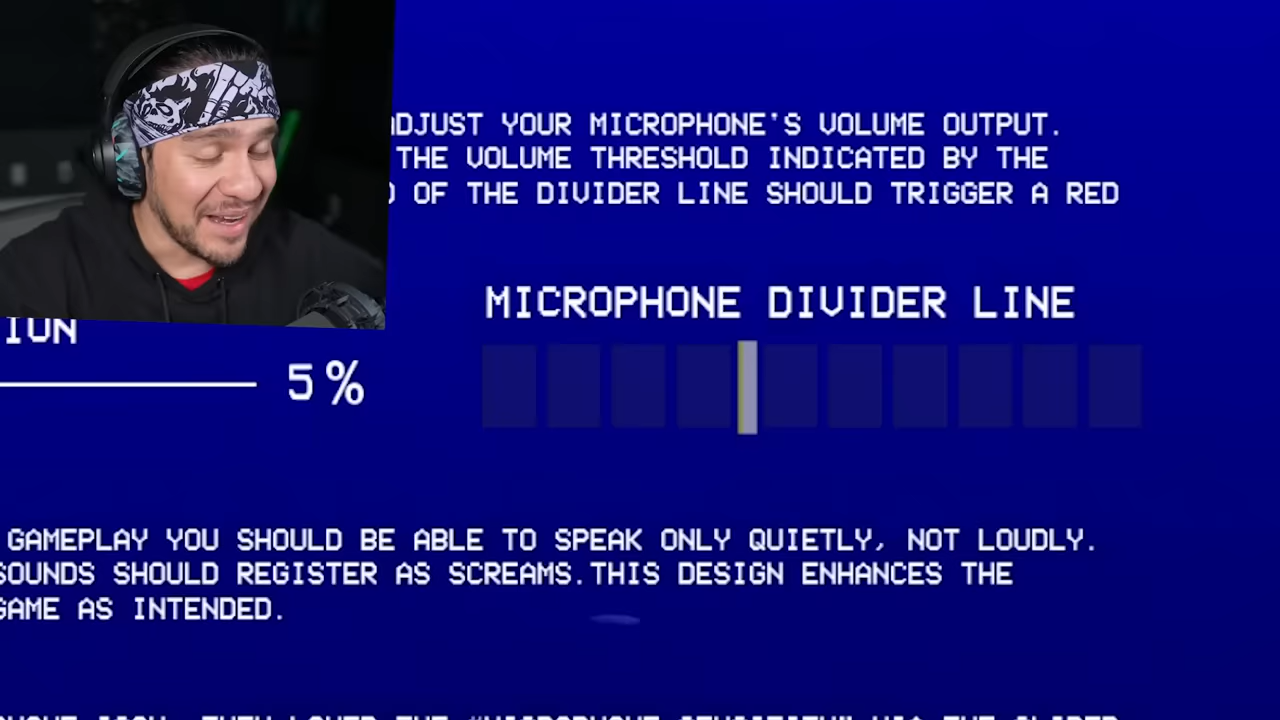 ADJUST YOUR MICROPHONE'S VOLUME OUTPUT.
THE VOLUME THRESHOLD INDICATED BY THE
OF THE DIVIDER LINE SHOULD TRIGGER A RED
MICROPHONE DIVIDER LINE
5%
GAMEPLAY YOU SHOULD BE ABLE TO SPEAK ONLY QUIETLY, NOT LOUDLY.
SOUNDS SHOULD REGISTER AS SCREAMS.THIS DESIGN ENHANCES THE
GAME AS INTENDED.